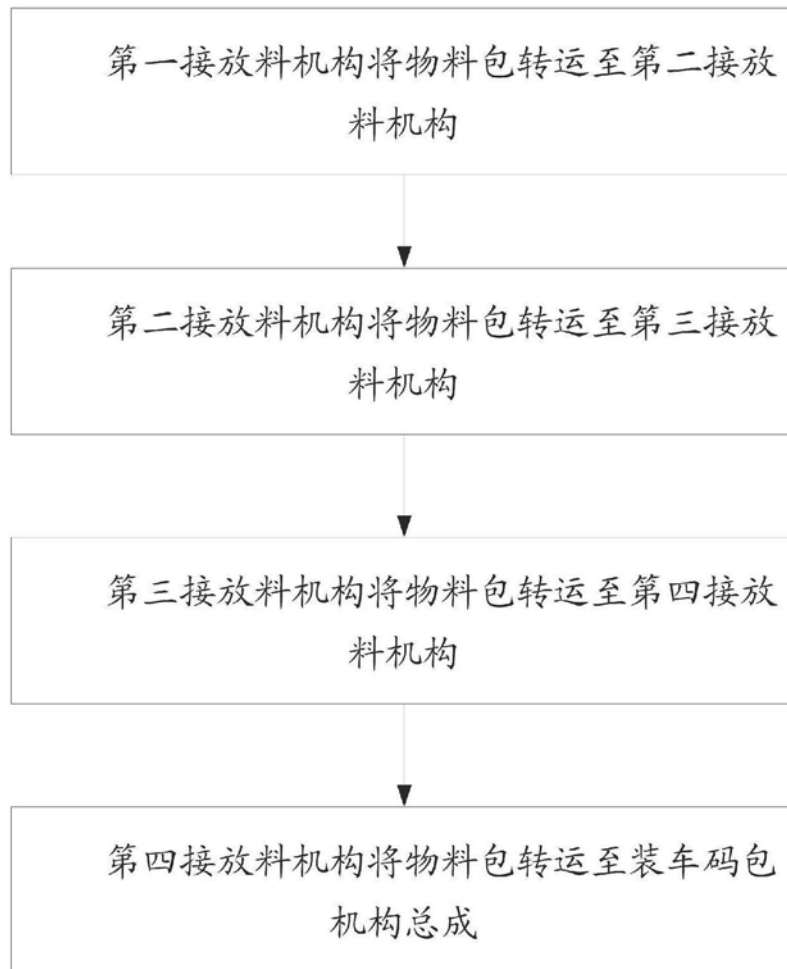 第一接放料机构将物料包转运至第二接放
料机构
第二接放料机构将物料包转运至第三接放
料机构
第三接放料机构将物料包转运至第四接放
料机构
第四接放料机构将物料包转运至装车码包
机构总成